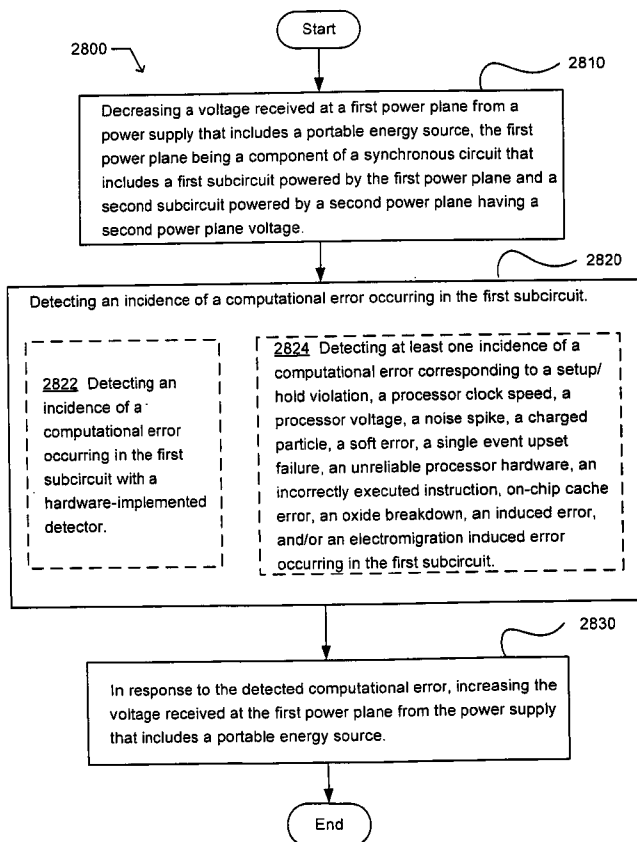 Start
2800
2810
Decreasing a voltage received at a first power plane from a
power supply that includes a portable energy source, the first
power plane being a component of a synchronous circuit that
includes a first subcircuit powered by the first power plane and a
second subcircuit powered by a second power plane having a
second power plane voltage.
2820
Detecting an incidence of a computational error occurring in the first subcircuit.
2822 Detecting an
incidence of a
computational error
occurring in the first
subcircuit with a
hardware-implemented
detector.
2824 Detecting at least one incidence of a
computational error corresponding to a setup/
hold violation, a processor clock speed, a
processor voltage, a noise spike, a charged
particle, a soft error, a single event upset
failure, an unreliable processor hardware, an
incorrectly executed instruction, on-chip cache
error, an oxide breakdown, an induced error,
and/or an electromigration induced error
occurring in the first subcircuit.
2830
In response to the detected computational error, increasing the
voltage received at the first power plane from the power supply
that includes a portable energy source.
End